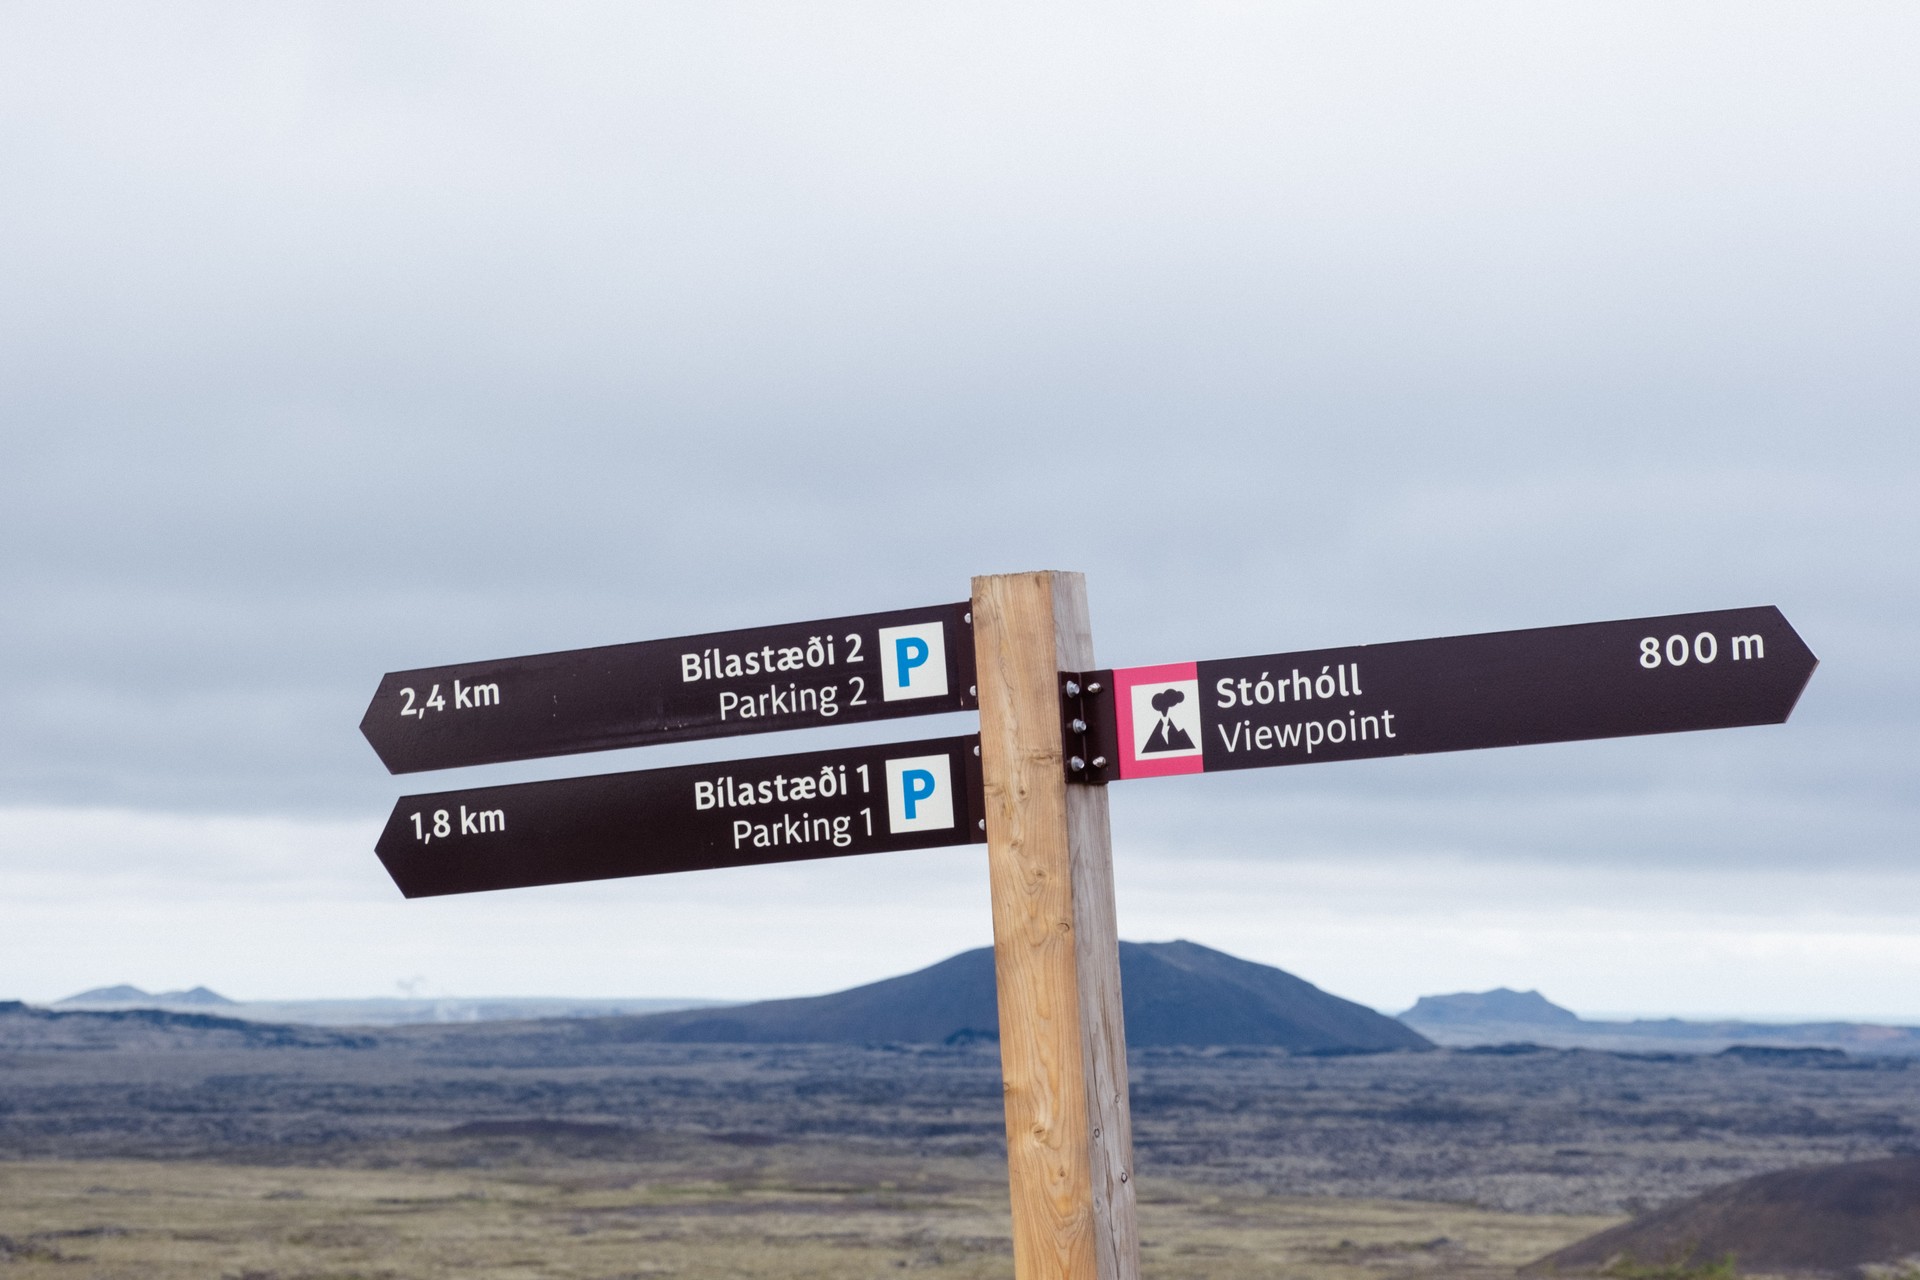 2,4 km
Bílastæði 2
Parking 2
P
1,8 km
Bílastæði 1
Parking 1
P
Stórhóll
Viewpoint
800 m